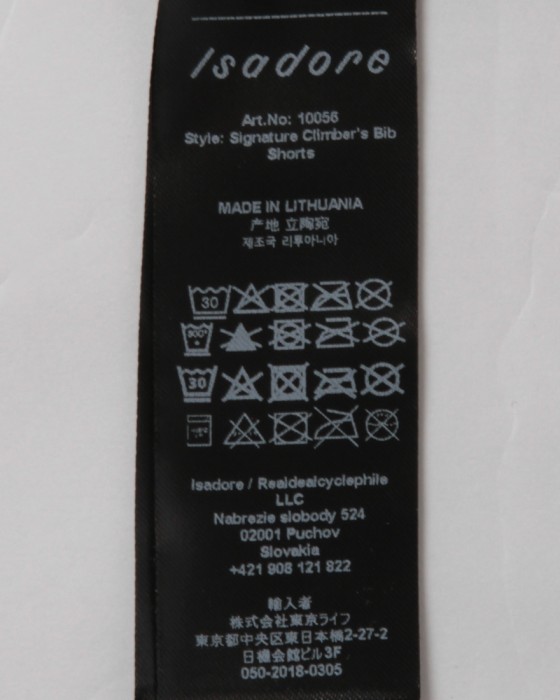 Isadore
Art.No: 10056
Style: Signature Climber's Bib
Shorts
MADE IN LITHUANIA
产地 立陶宛
제조국 리투아니아
30
30
Isadore / Realdealcyclephile
LLC
Nabrezie slobody 524
02001 Puchov
Slovakia
+421 908 121 822
輸入者
株式会社東京ライフ
東京都中央区東日本橋2-27-2
日機会館ビル3F
050-2018-0305